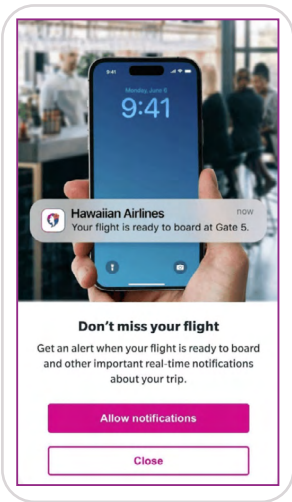 9:41
Monday, June 6
9:41
Hawaiian Airlines now
Your flight is ready to board at Gate 5.
Don't miss your flight
Get an alert when your flight is ready to board
and other important real-time notifications
about your trip.
Allow notifications
Close